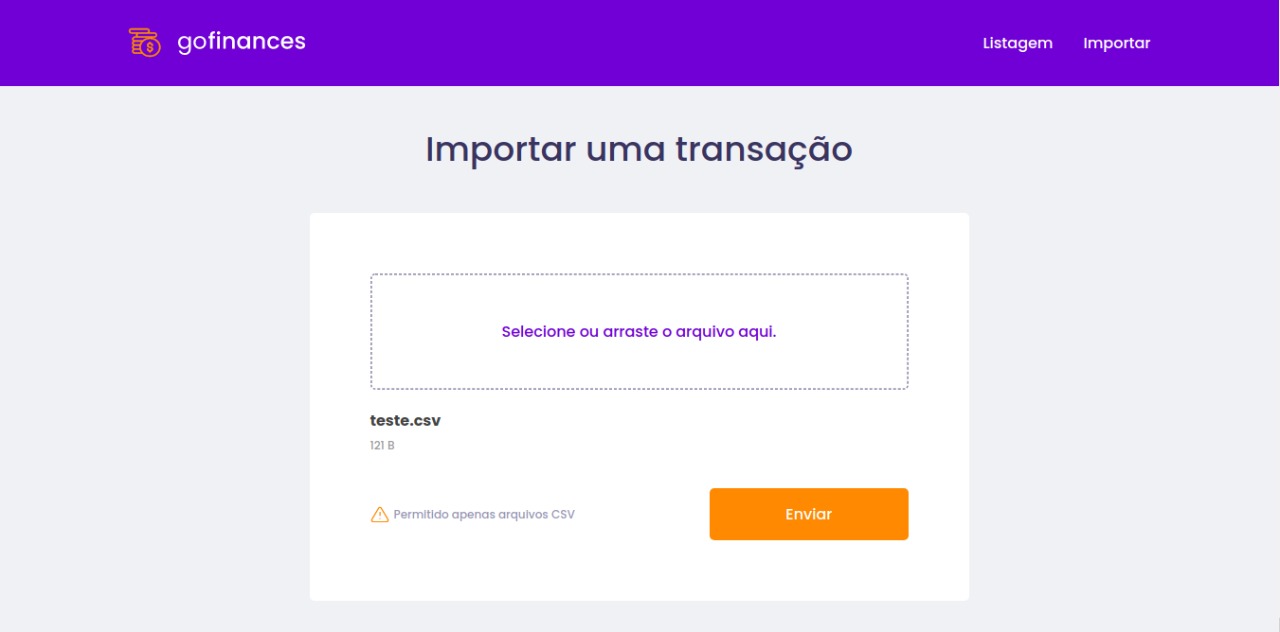 gofinances
Listagem
Importar
Importar uma transação
Selecione ou arraste o arquivo aqui.
teste.csv
121 B
Permitido apenas arquivos CSV
Enviar